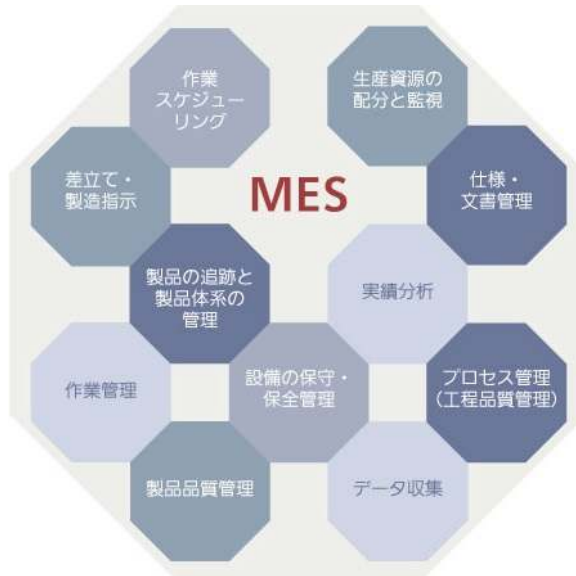 作業
スケジュー
リング
生産資源の
配分と監視
差立て・
製造指示
MES
仕様・
文書管理
製品の追跡と
製品体系の
管理
実績分析
作業管理
設備の保守・
保全管理
プロセス管理
(工程品質管理)
製品品質管理
データ収集